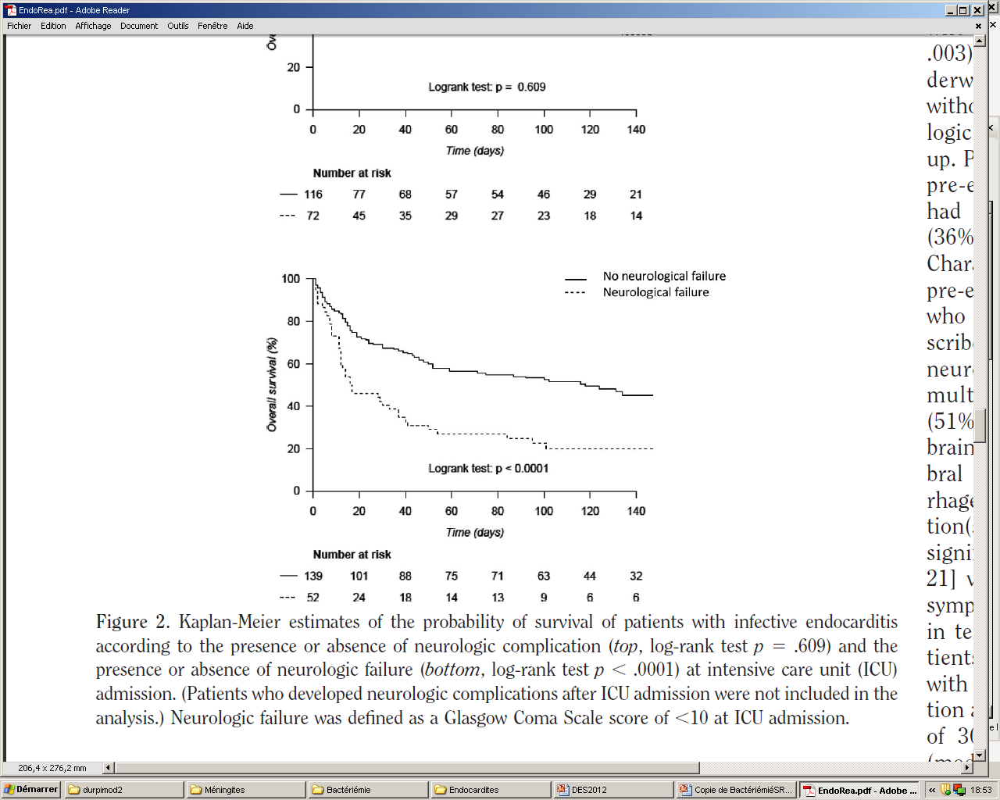 EndoRea.pdf - Adobe Reader
Fichier Edition Affichage Document Outils Fenêtre Aide
20
Logrank test: p = 0.609
0
0 20 40 60 80 100 120 140
Time (days)
Number at risk
116 77 68 57 54 46 29 21
72 45 35 29 27 23 18 14
100
No neurological failure
Neurological failure
80
60
40
20
0
Overall survival (%)
Logrank test: p < 0.0001
0 20 40 60 80 100 120 140
Time (days)
Number at risk
139 101 88 75 71 63 44 32
52 24 18 14 13 9 6 6
Figure 2. Kaplan-Meier estimates of the probability of survival of patients with infective endocarditis
according to the presence or absence of neurologic complication (top, log-rank test p = .609) and the
presence or absence of neurologic failure (bottom, log-rank test p < .0001) at intensive care unit (ICU)
admission. (Patients who developed neurologic complications after ICU admission were not included in the
analysis.) Neurologic failure was defined as a Glasgow Coma Scale score of <10 at ICU admission.
.003)
derw
witho
logic
up. P
pre-e
had
(36%
Chara
pre-e
who
scribe
neuro
mult
(51%
brain
bral
rhage
tion(
signi
21] v
symp
in te
tients
with
tion a
of 30
206,4 x 276,2 mm
Démarrer durpimod2 Méningites Bactériémie Endocardites DES2012 Copie de BactériémiéSR... EndoRea.pdf - Adobe ... « 18:53